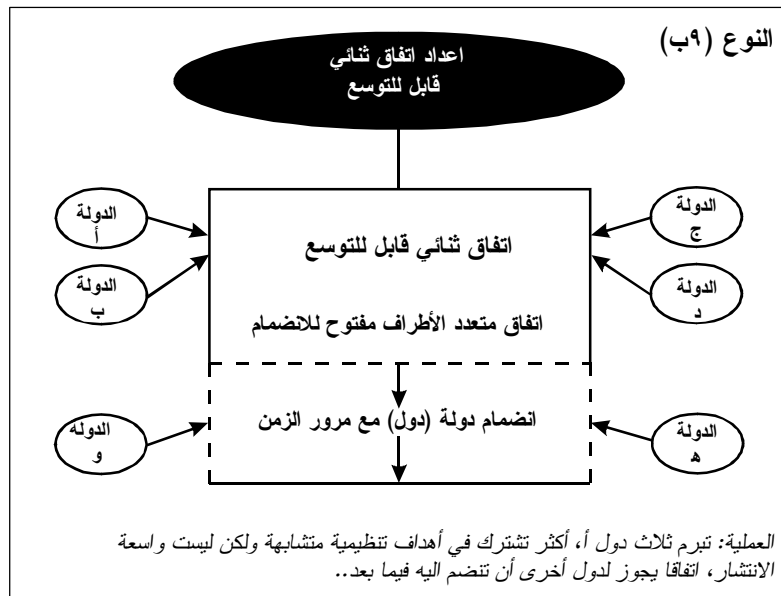 النوع (٩ب)
اعداد اتفاق ثنائي
قابل للتوسع
الدولة
أ
الدولة
ج
اتفاق ثنائي قابل للتوسع
الدولة
ب
الدولة
د
اتفاق متعدد الأطراف مفتوح للانضمام
انضمام دولة (دول) مع مرور الزمن
الدوله
و
الدولة
ه
العملية: تبرم ثلاث دول أ، أكثر تشترك في أهداف تنظيمية متشابهة ولكن ليست واسعة
الانتشار، اتفاقا يجوز لدول أخرى أن تنضم اليه فيما بعد..